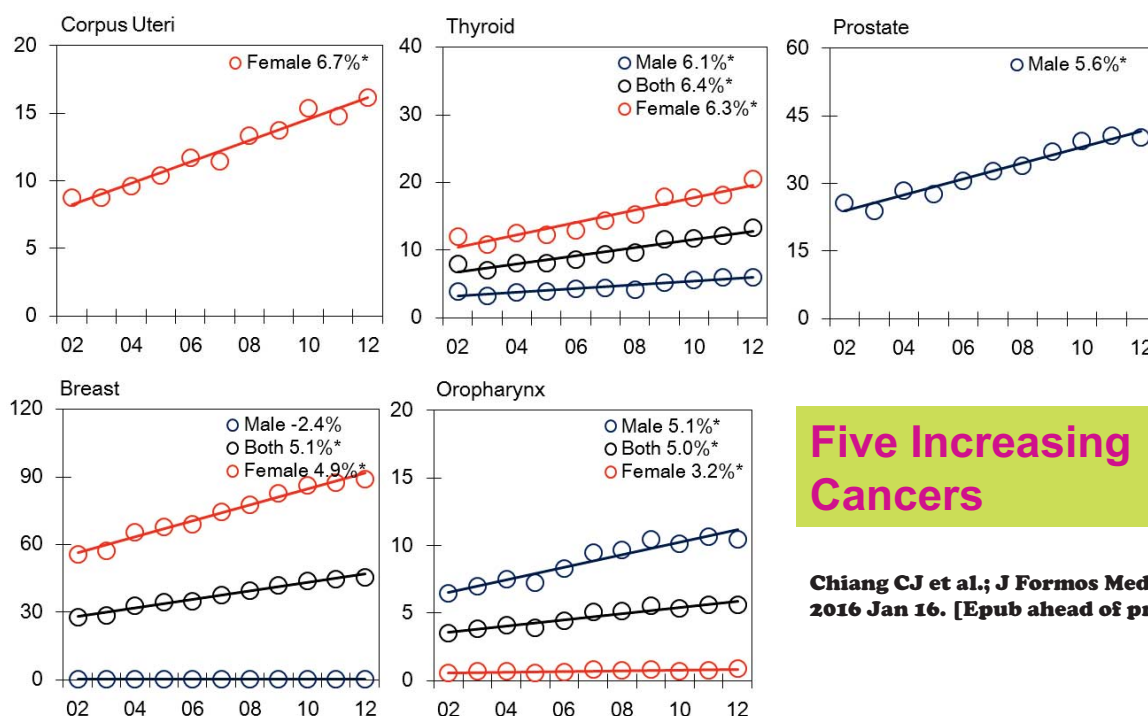 Corpus Uteri
20
15
10
5
0
Female 6.7%*
02 04 06 08 10 12
Thyroid
40
30
20
10
0
Male 6.1%*
Both 6.4%*
Female 6.3%*
02 04 06 08 10 12
Prostate
60
45
30
15
0
Male 5.6%*
02 04 06 08 10 12
Breast
120
90
60
30
0
Male -2.4%
Both 5.1%*
Female 4.9%*
02 04 06 08 10 12
Oropharynx
20
15
10
5
0
Male 5.1%*
Both 5.0%*
Female 3.2%*
02 04 06 08 10 12
Five Increasing
Cancers
Chiang CJ et al.; J Formos Med
2016 Jan 16. [Epub ahead of